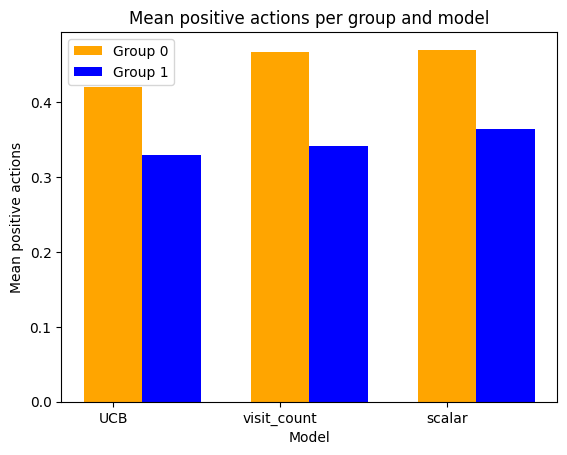 Mean positive actions per group and model
Group 0
Group 1
Mean positive actions
0.4
0.3
0.2
0.1
0.0
UCB
visit_count
scalar
Model